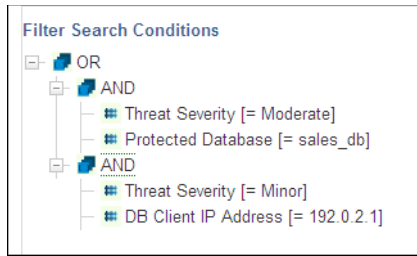 Filter Search Conditions
OR
AND
Threat Severity [= Moderate]
Protected Database [= sales_db]
AND
Threat Severity [= Minor]
DB Client IP Address [= 192.0.2.1]